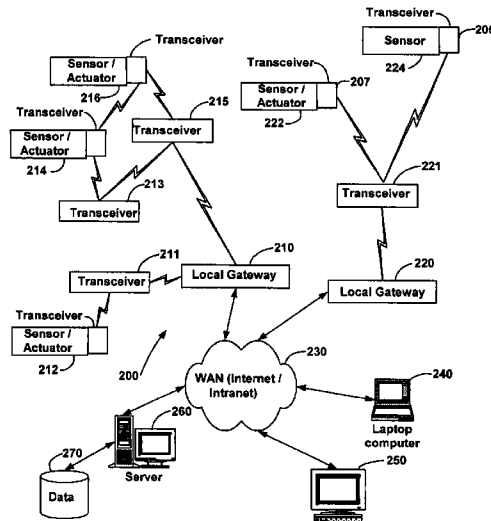 Transceiver
205
Sensor
224
Transceiver
Sensor /
Actuator
216
215
Transceiver
Sensor /
Actuator
207
222
Transceiver
Sensor /
Actuator
214
Transceiver
213
Transceiver
221
Transceiver
210
Local Gateway
220
Local Gateway
211
Transceiver
Transceiver
Sensor /
Actuator
212
200
230
WAN (Internet /
Intranet)
240
Laptop
computer
260
Server
270
Data
250